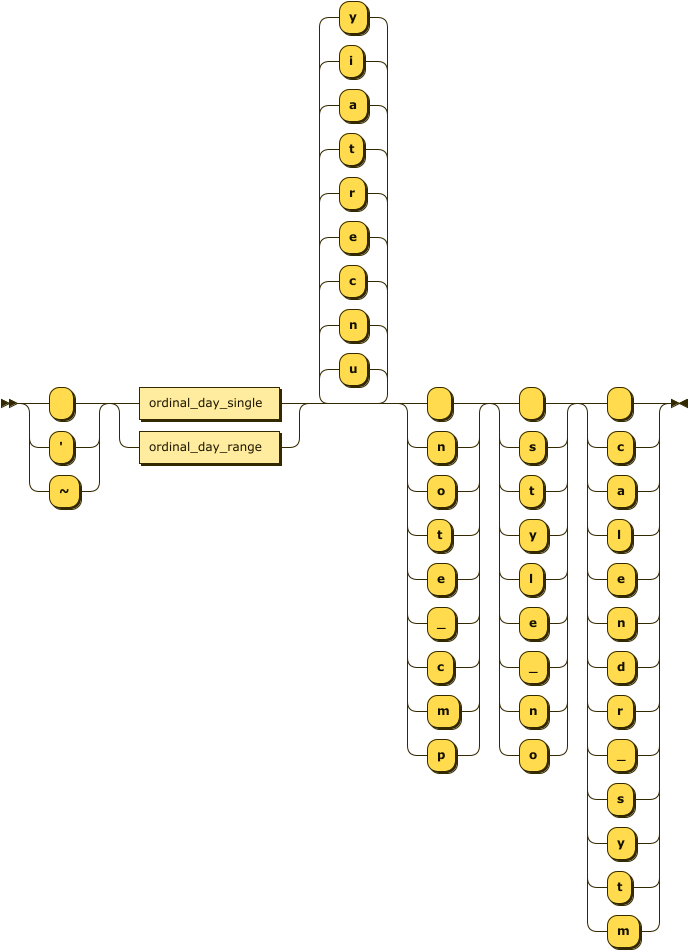 y
i
a
t
r
e
c
n
u
ordinal_day_single
' ordinal_day_range n s c
~ o t a
t y l
e l e
_ e n
c _ d
m n r
p o _
s
y
t
m